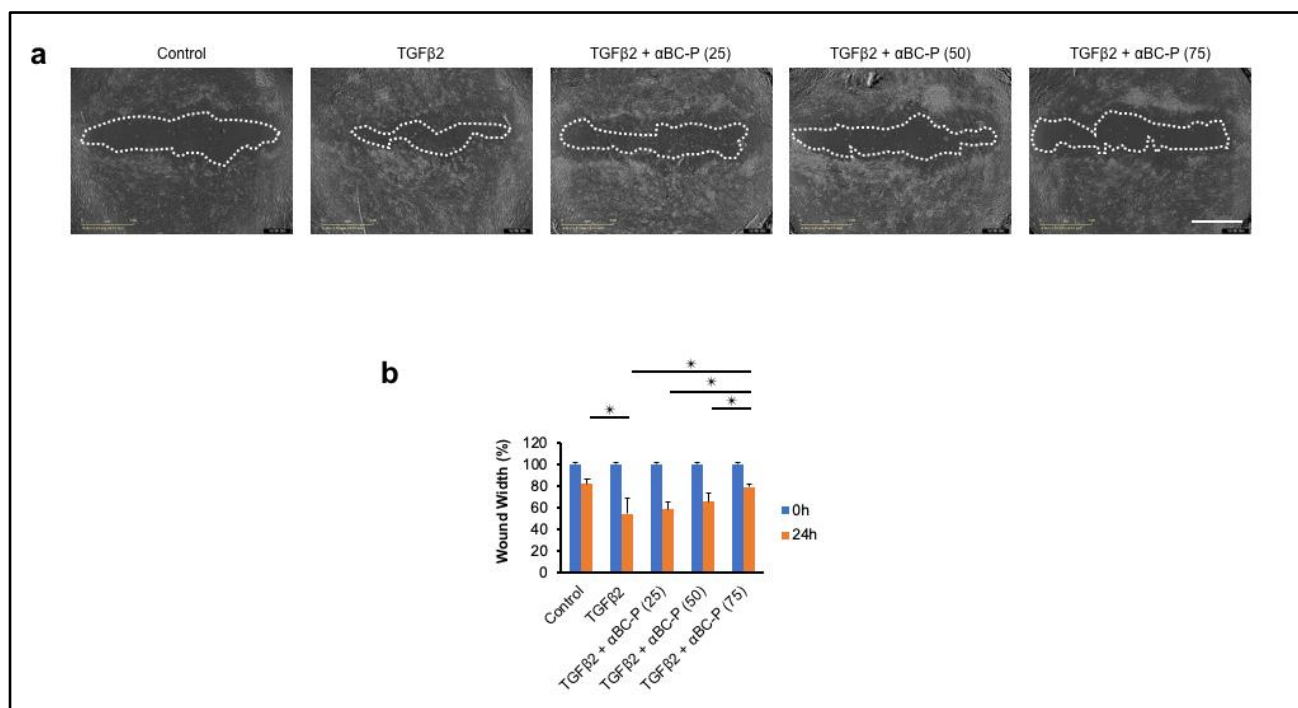 a
Control
TGFβ2
TGFβ2 + αBC-P (25)
TGFβ2 + αBC-P (50)
TGFβ2 + αBC-P (75)
b
✴
✴
✴
✴
Wound Width (%)
120
100
80
60
40
20
0
0h
24h
Control
TGFβ2
TGFβ2 + αBC-P (25)
TGFβ2 + αBC-P (50)
TGFβ2 + αBC-P (75)